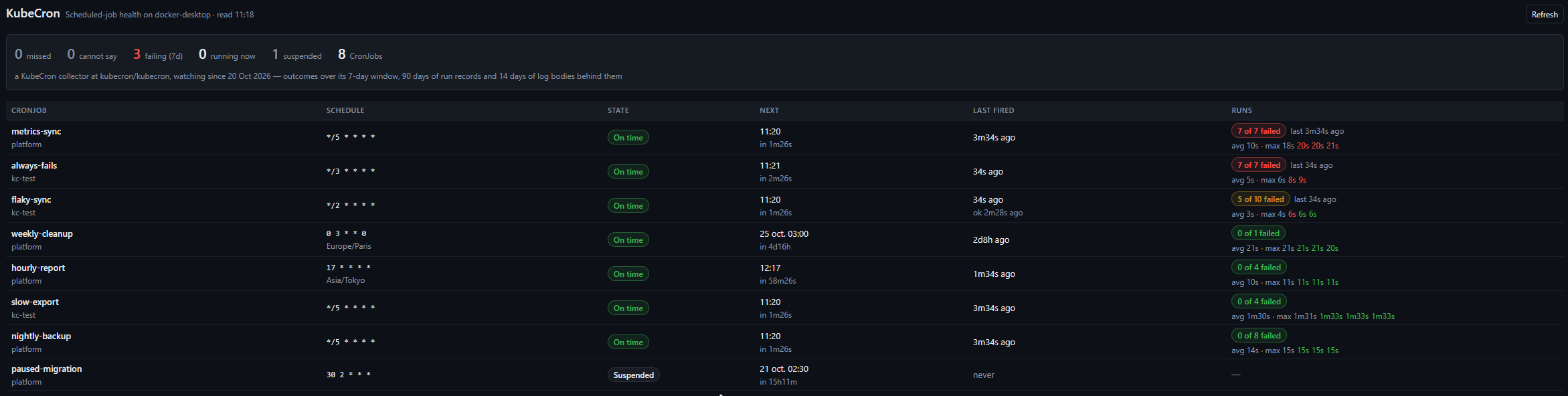 KubeCron Scheduled-job health on docker-desktop · read 11:18 Refresh
0 missed 0 cannot say 3 failing (7d) 0 running now 1 suspended 8 CronJobs
a KubeCron collector at kubecron/kubecron, watching since 20 Oct 2026 — outcomes over its 7-day window, 90 days of run records and 14 days of log bodies behind them
CRONJOB SCHEDULE STATE NEXT LAST FIRED RUNS
metrics-sync */5 * * * * On time 11:20 3m34s ago 7 of 7 failed last 3m34s ago
platform in 1m26s avg 10s · max 18s 20s 20s 21s
always-fails */3 * * * * On time 11:21 34s ago 7 of 7 failed last 34s ago
kc-test in 2m26s avg 5s · max 6s 8s 9s
flaky-sync */2 * * * * On time 11:20 34s ago 5 of 10 failed last 34s ago
kc-test in 1m26s ok 2m28s ago avg 3s · max 4s 6s 6s 6s
weekly-cleanup 0 3 * * 0 On time 25 oct. 03:00 2d8h ago 0 of 1 failed
platform Europe/Paris in 4d16h avg 21s · max 21s 21s 21s 20s
hourly-report 17 * * * * On time 12:17 1m34s ago 0 of 4 failed
platform Asia/Tokyo in 58m26s avg 10s · max 11s 11s 11s 11s
slow-export */5 * * * * On time 11:20 3m34s ago 0 of 4 failed
kc-test in 1m26s avg 1m30s · max 1m31s 1m33s 1m33s 1m33s
nightly-backup */5 * * * * On time 11:20 3m34s ago 0 of 8 failed
platform in 1m26s avg 14s · max 15s 15s 15s 15s
paused-migration 30 2 * * * Suspended 21 oct. 02:30 never —
platform in 15h11m